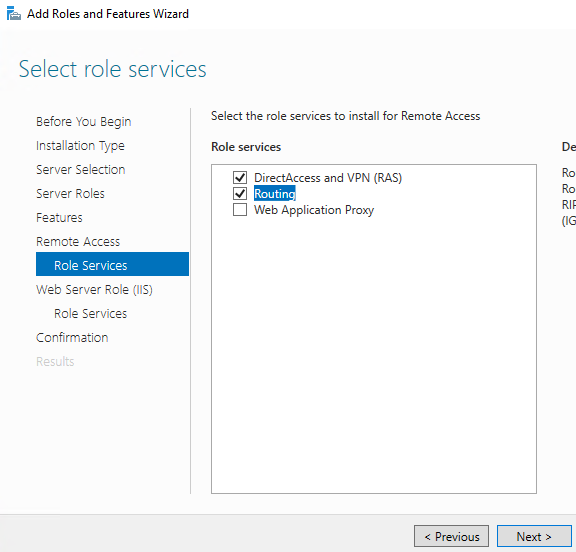 Add Roles and Features Wizard
Select role services
Before You Begin
Installation Type
Server Selection
Server Roles
Features
Remote Access
Role Services
Web Server Role (IIS)
Role Services
Confirmation
Results
Select the role services to install for Remote Access
Role services
DirectAccess and VPN (RAS)
Routing
Web Application Proxy
De
Ro
Ro
RIP
(IG
< Previous
Next >